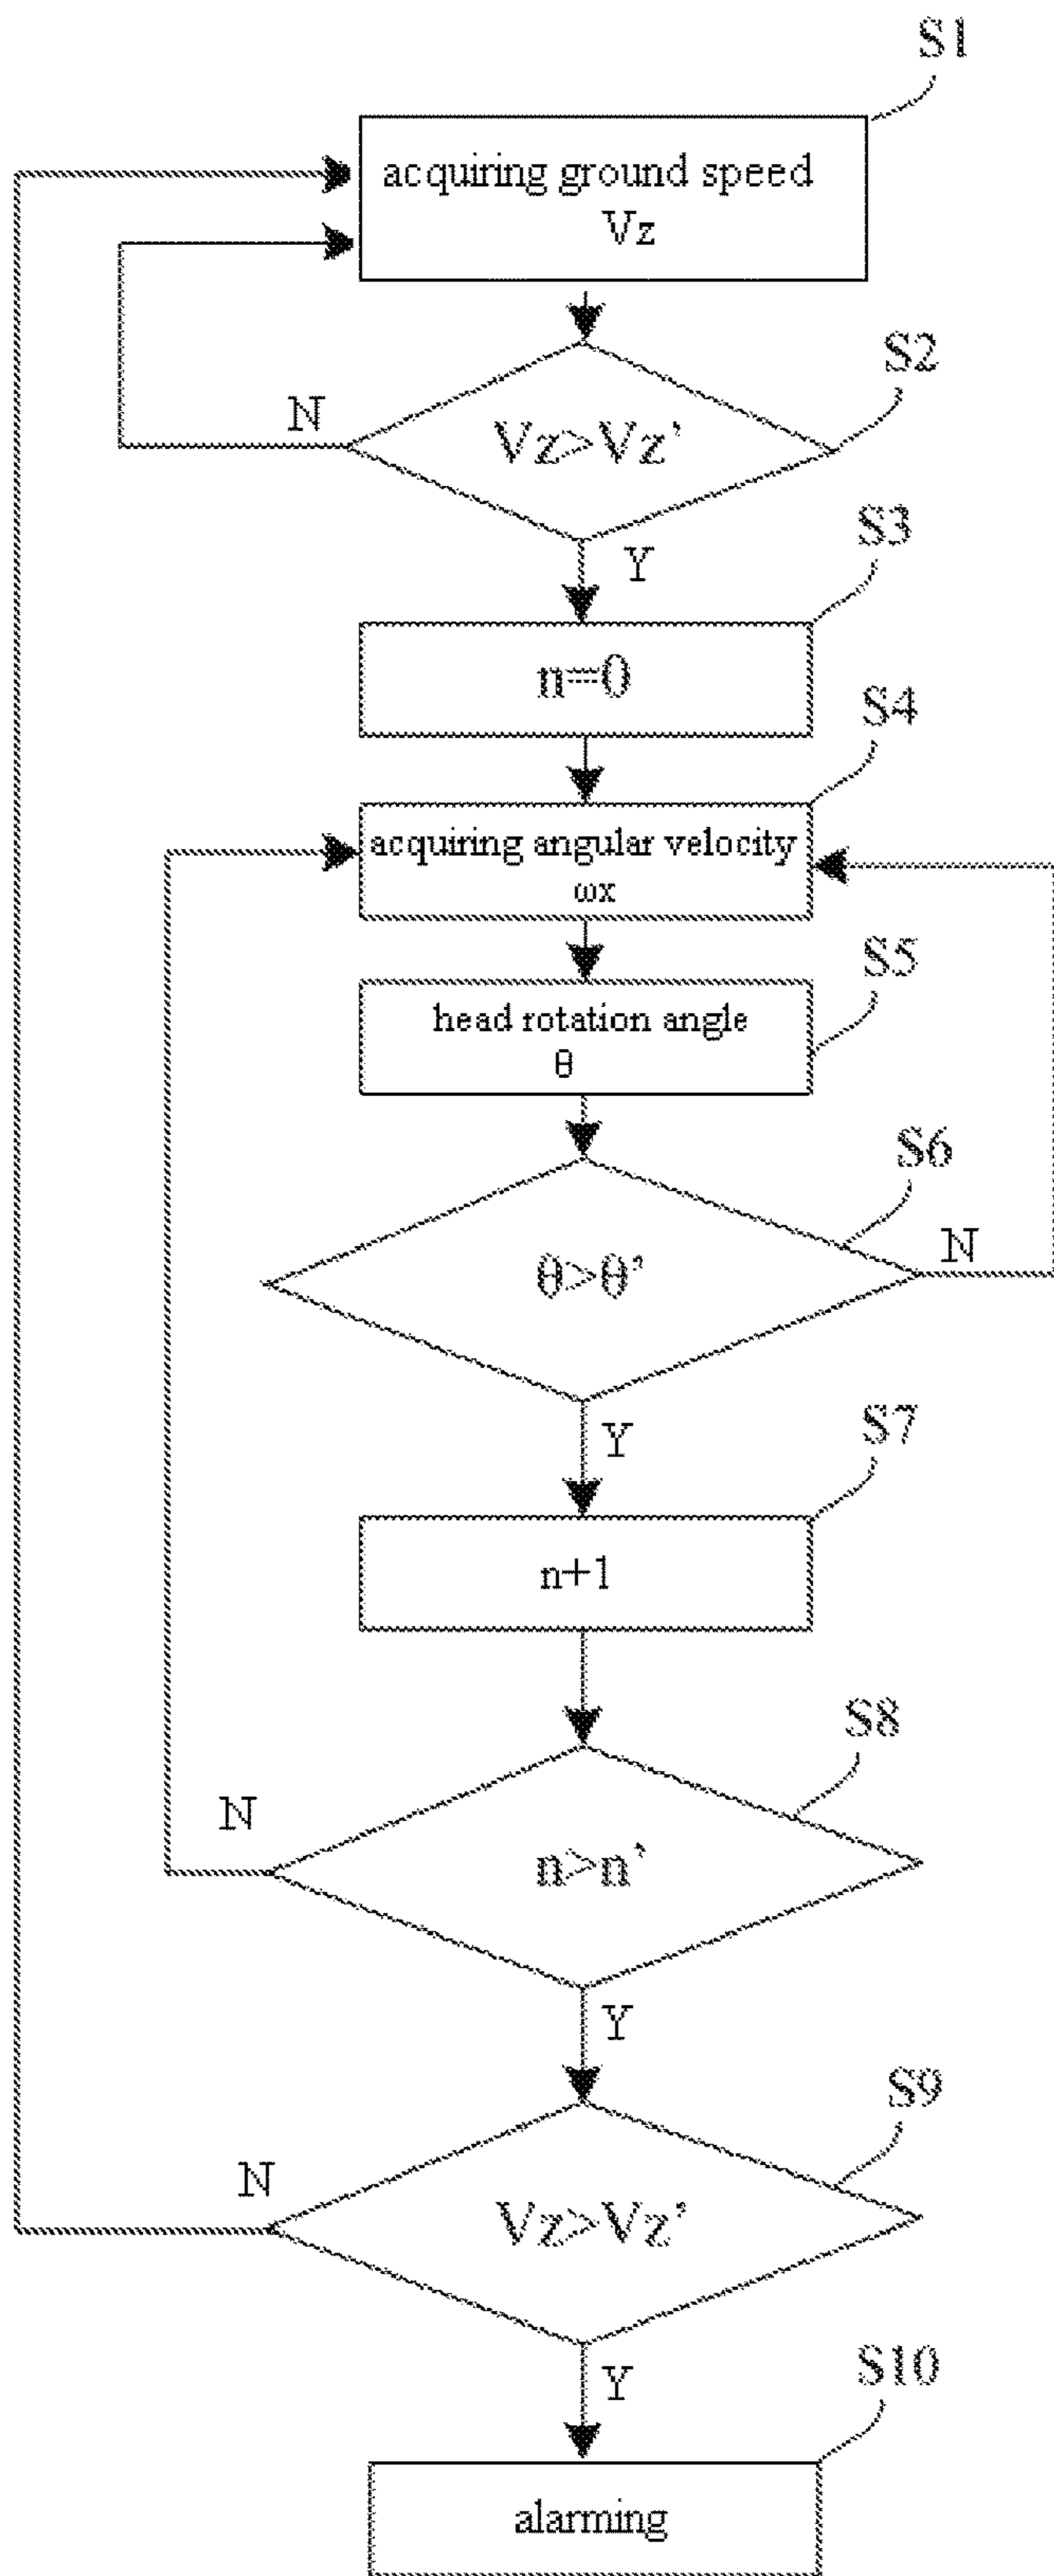 S1
acquiring ground speed
Vz
S2
N
Vz>Vz’
Y
S3
n=0
S4
acquiring angular velocity
ωx
S5
head rotation angle
θ
S6
N
θ>θ’
Y
S7
n+1
S8
N
n>n’
Y
S9
N
Vz>Vz’
Y
S10
alarming